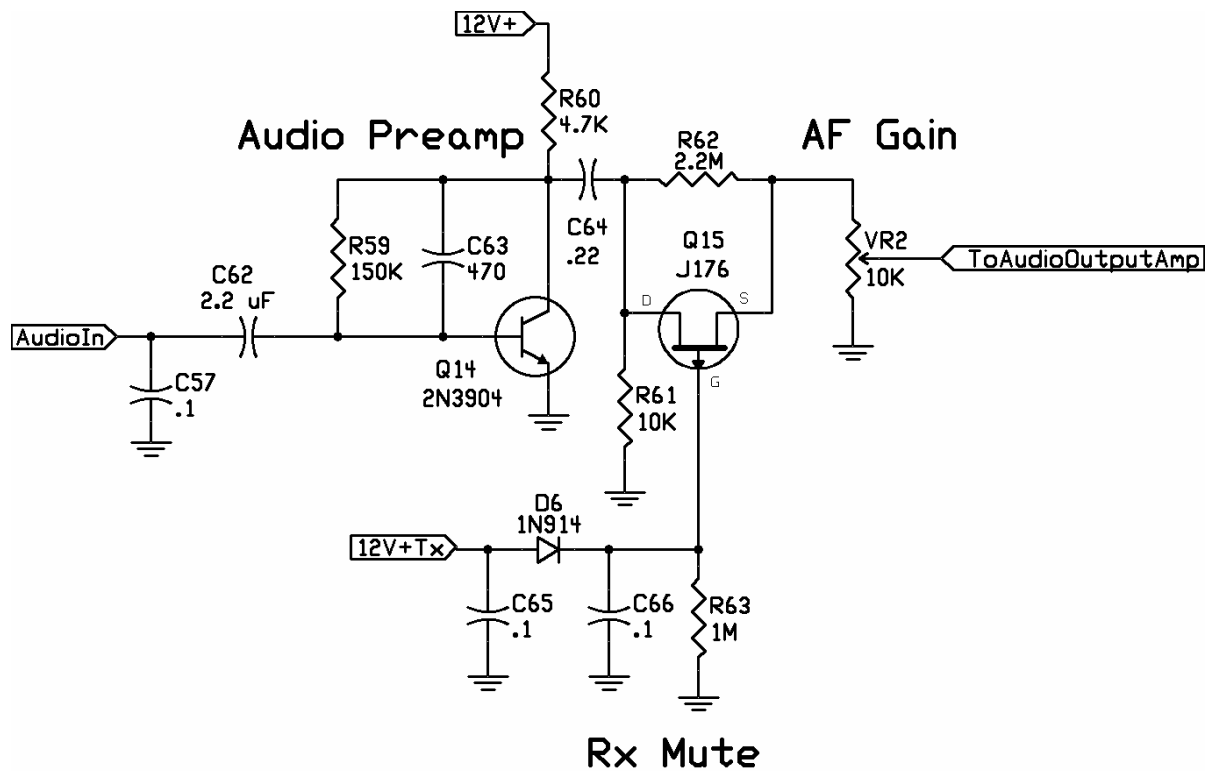 12V+
R60
4.7K
Audio Preamp
AF Gain
R62
2.2M
C64
.22
R59
150K
C63
470
Q15
J176
VR2
10K
ToAudioOutputAmp
C62
2.2 uF
D
S
AudioIn
C57
.1
Q14
2N3904
G
R61
10K
D6
1N914
12V+Tx
C65
.1
C66
.1
R63
1M
Rx Mute